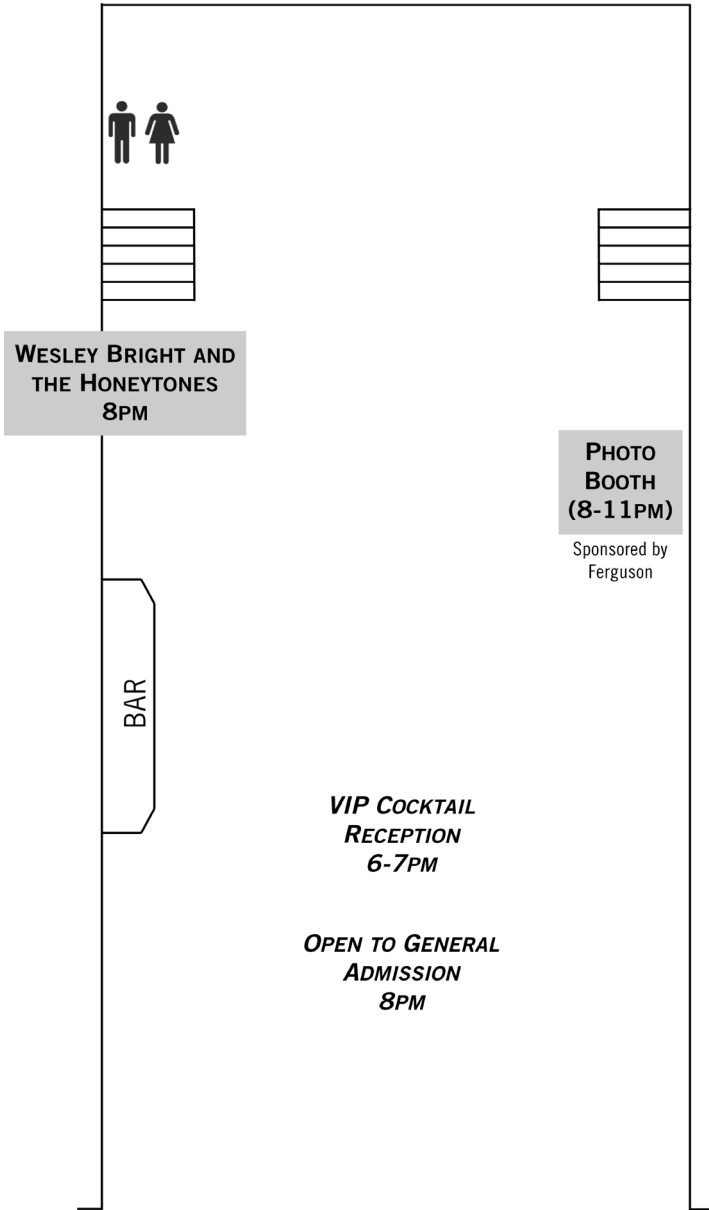 WESLEY BRIGHT AND
THE HONEYTONES
8PM
PHOTO
BOOTH
(8-11PM)
Sponsored by
Ferguson
BAR
VIP COCKTAIL
RECEPTION
6-7PM
OPEN TO GENERAL
ADMISSION
8PM